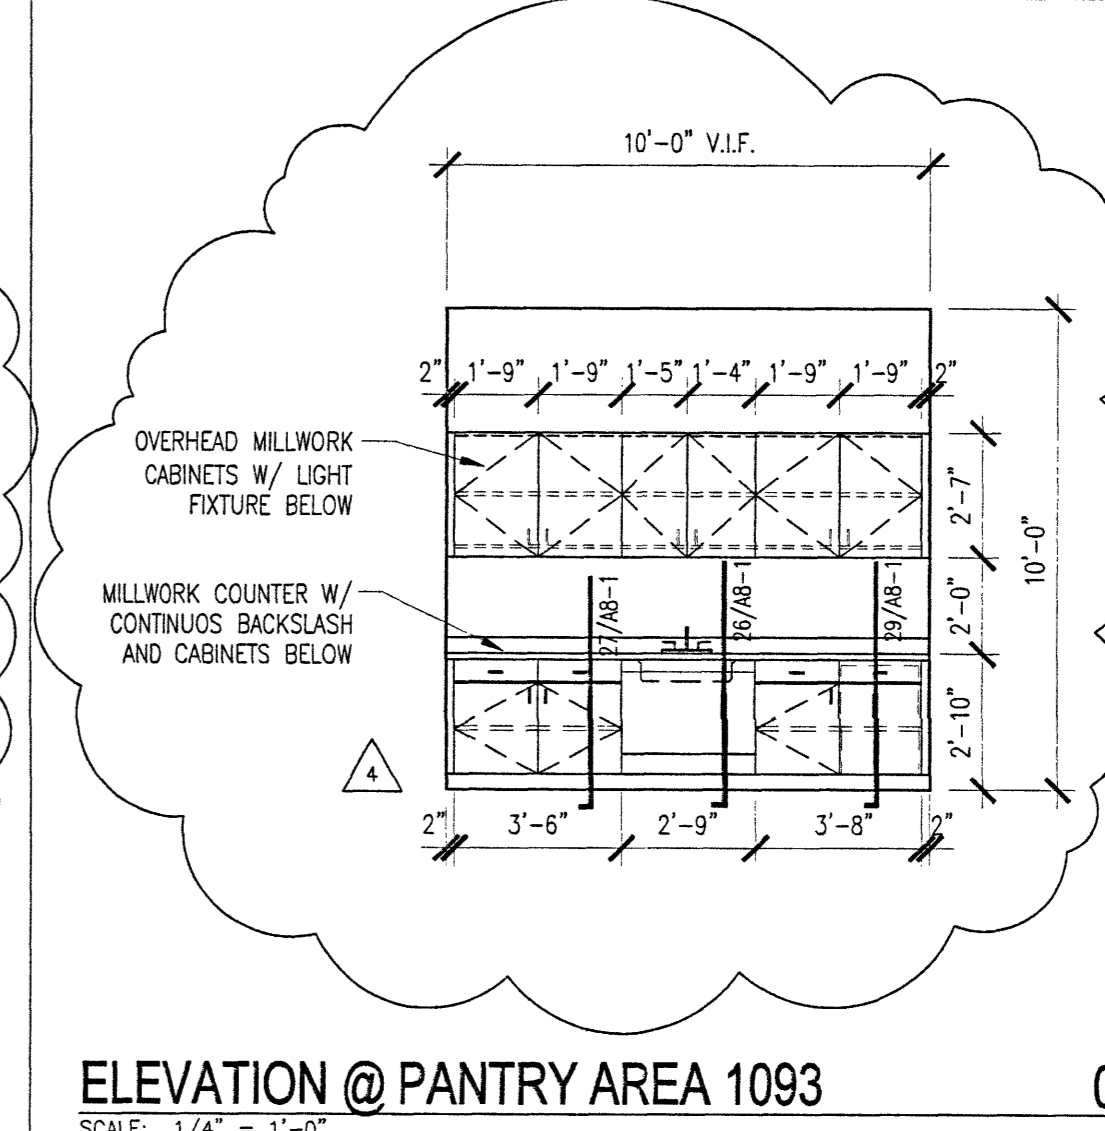 10'-0" V.I.F.
2" 1'-9" 1'-9" 1'-5" 1'-4" 1'-9" 1'-9" 2"
OVERHEAD MILLWORK
CABINETS W/ LIGHT
FIXTURE BELOW
2'-7"
10'-0"
MILLWORK COUNTER W/
CONTINUOS BACKSLASH
AND CABINETS BELOW
27/A8-1
26/A8-1
29/A8-1
2'-0"
2'-10"
4
2" 3'-6" 2'-9" 3'-8" 2"
ELEVATION @ PANTRY AREA 1093
SCALE: 1/4" = 1'-0"